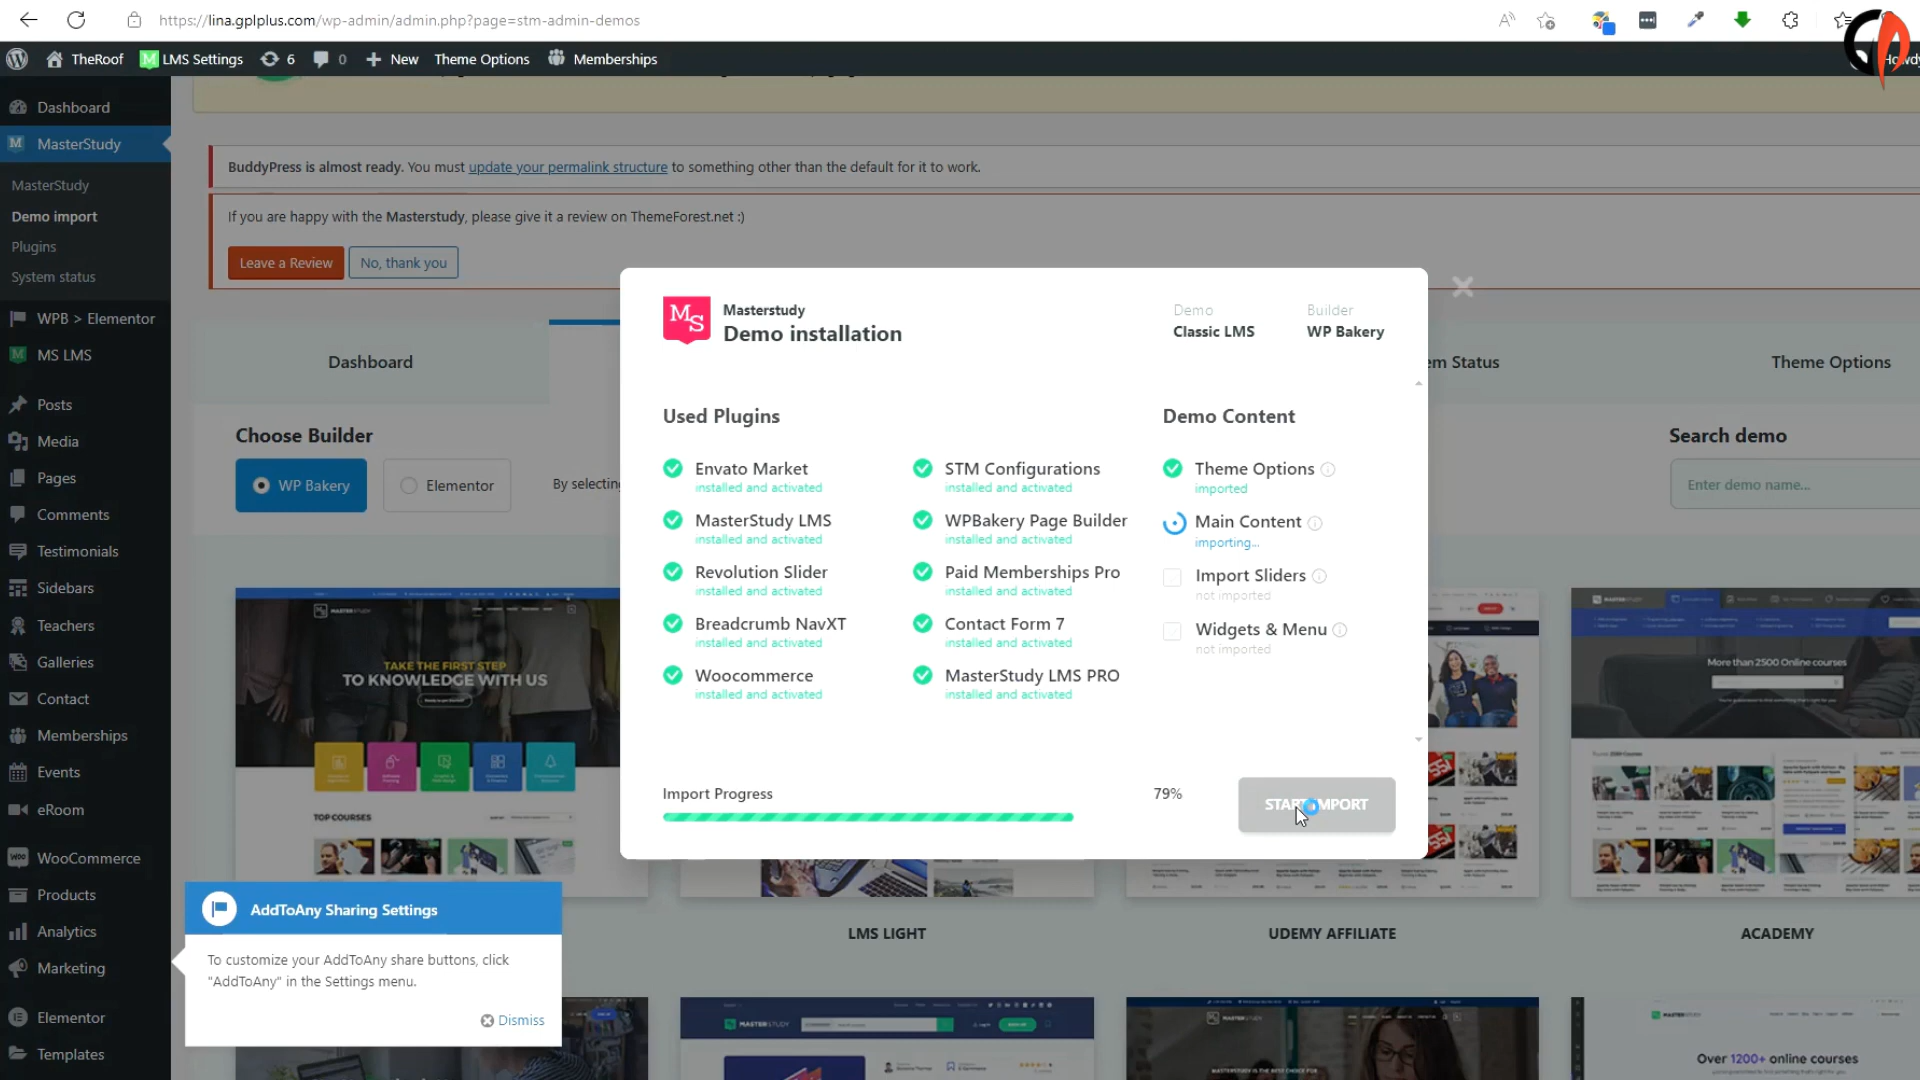 https://lina.gplplus.com/wp-admin/admin.php?page=stm-admin-demos
TheRoof
LMS Settings
6
0
New
Theme Options
Memberships
Howdy
Dashboard
MasterStudy
MasterStudy
Demo import
Plugins
System status
WPB > Elementor
MS LMS
Posts
Media
Pages
Comments
Testimonials
Sidebars
Teachers
Galleries
Contact
Memberships
Events
eRoom
WooCommerce
Products
Analytics
Marketing
Elementor
Templates
BuddyPress is almost ready. You must update your permalink structure to something other than the default for it to work.
If you are happy with the Masterstudy, please give it a review on ThemeForest.net :)
Leave a Review
No, thank you
Dashboard
em Status
Theme Options
Choose Builder
WP Bakery
Elementor
By selecting
Search demo
Enter demo name...
MS
Masterstudy
Demo installation
Demo
Classic LMS
Builder
WP Bakery
Used Plugins
Envato Market
installed and activated
MasterStudy LMS
installed and activated
Revolution Slider
installed and activated
Breadcrumb NavXT
installed and activated
Woocommerce
installed and activated
STM Configurations
installed and activated
WPBakery Page Builder
installed and activated
Paid Memberships Pro
installed and activated
Contact Form 7
installed and activated
MasterStudy LMS PRO
installed and activated
Demo Content
Theme Options
imported
Main Content
importing...
Import Sliders
not imported
Widgets & Menu
not imported
Import Progress
79%
START IMPORT
TAKE THE FIRST STEP
TO KNOWLEDGE WITH US
TOP COURSES
More than 2500 Online courses
LMS LIGHT
UDEMY AFFILIATE
ACADEMY
AddToAny Sharing Settings
To customize your AddToAny share buttons, click
"AddToAny" in the Settings menu.
Dismiss
MASTERSTUDY
Over 1200+ online courses